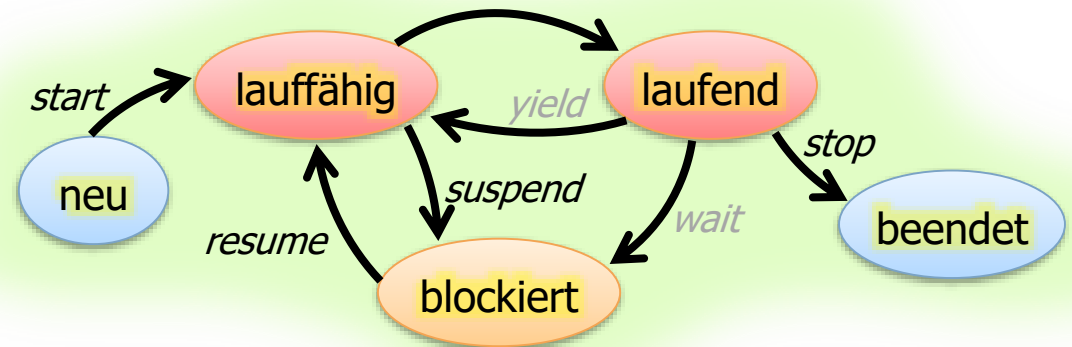 lauffähig
laufend
start
yield
stop
neu
suspend
wait
beendet
resume
blockiert